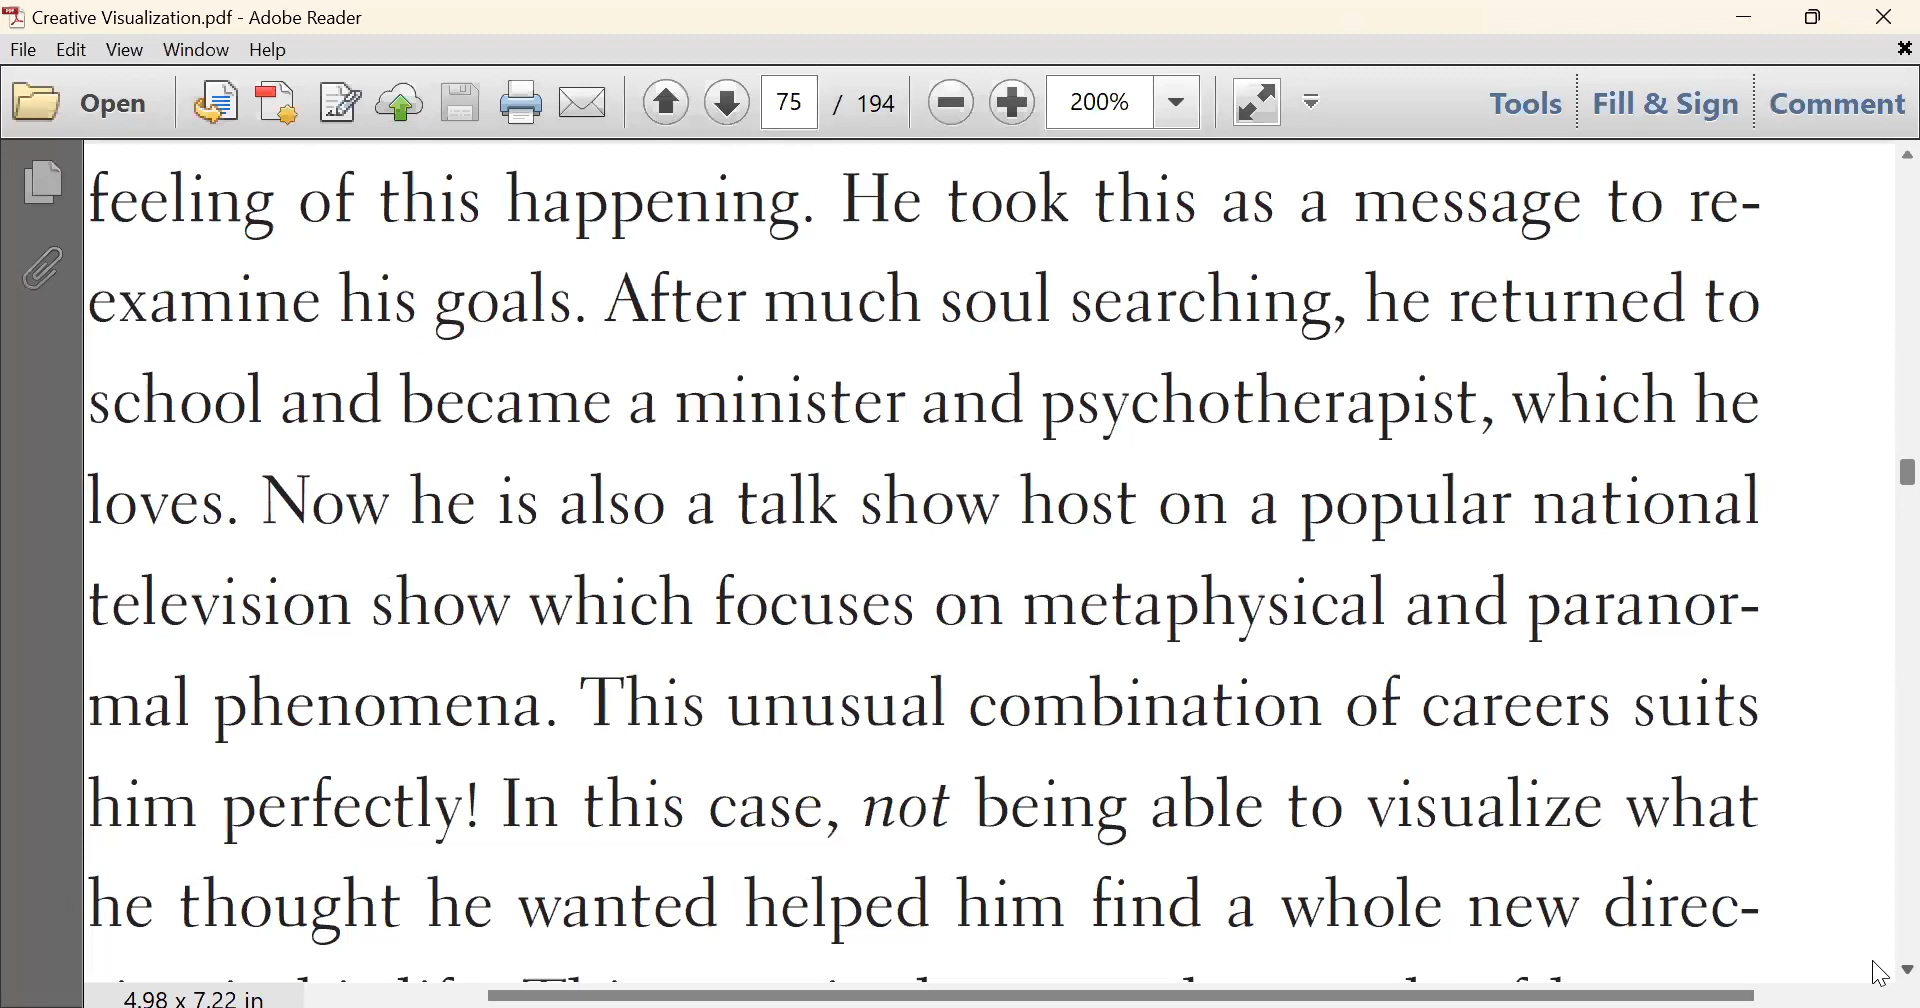 Creative Visualization.pdf - Adobe Reader
File Edit View Window Help
Open 75 / 194 200% Tools Fill & Sign Comment
feeling of this happening. He took this as a message to re-
examine his goals. After much soul searching, he returned to
school and became a minister and psychotherapist, which he
loves. Now he is also a talk show host on a popular national
television show which focuses on metaphysical and paranor-
mal phenomena. This unusual combination of careers suits
him perfectly! In this case, not being able to visualize what
he thought he wanted helped him find a whole new direc-
4.98 x 7.22 in